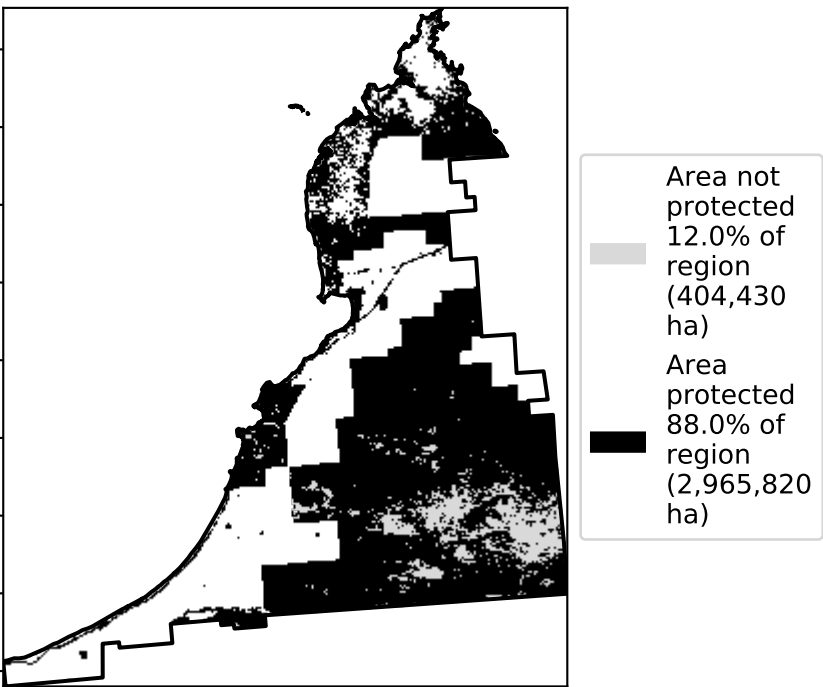 Area not
protected
12.0% of
region
(404,430
ha)
Area
protected
88.0% of
region
(2,965,820
ha)